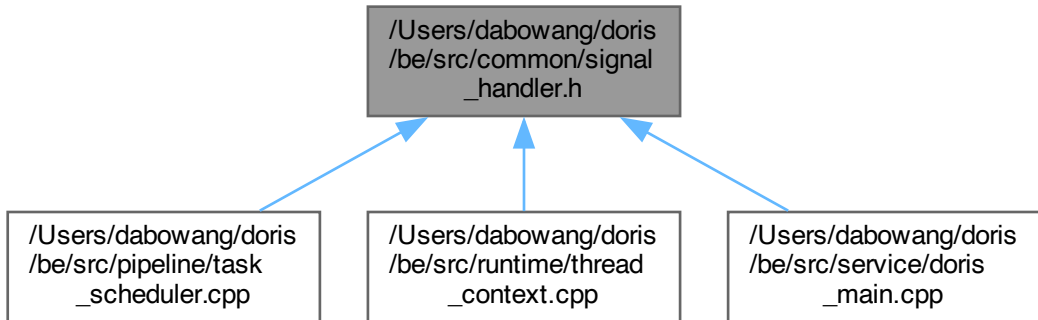 /Users/dabowang/doris
/be/src/common/signal
_handler.h
/Users/dabowang/doris
/be/src/pipeline/task
_scheduler.cpp
/Users/dabowang/doris
/be/src/runtime/thread
_context.cpp
/Users/dabowang/doris
/be/src/service/doris
_main.cpp